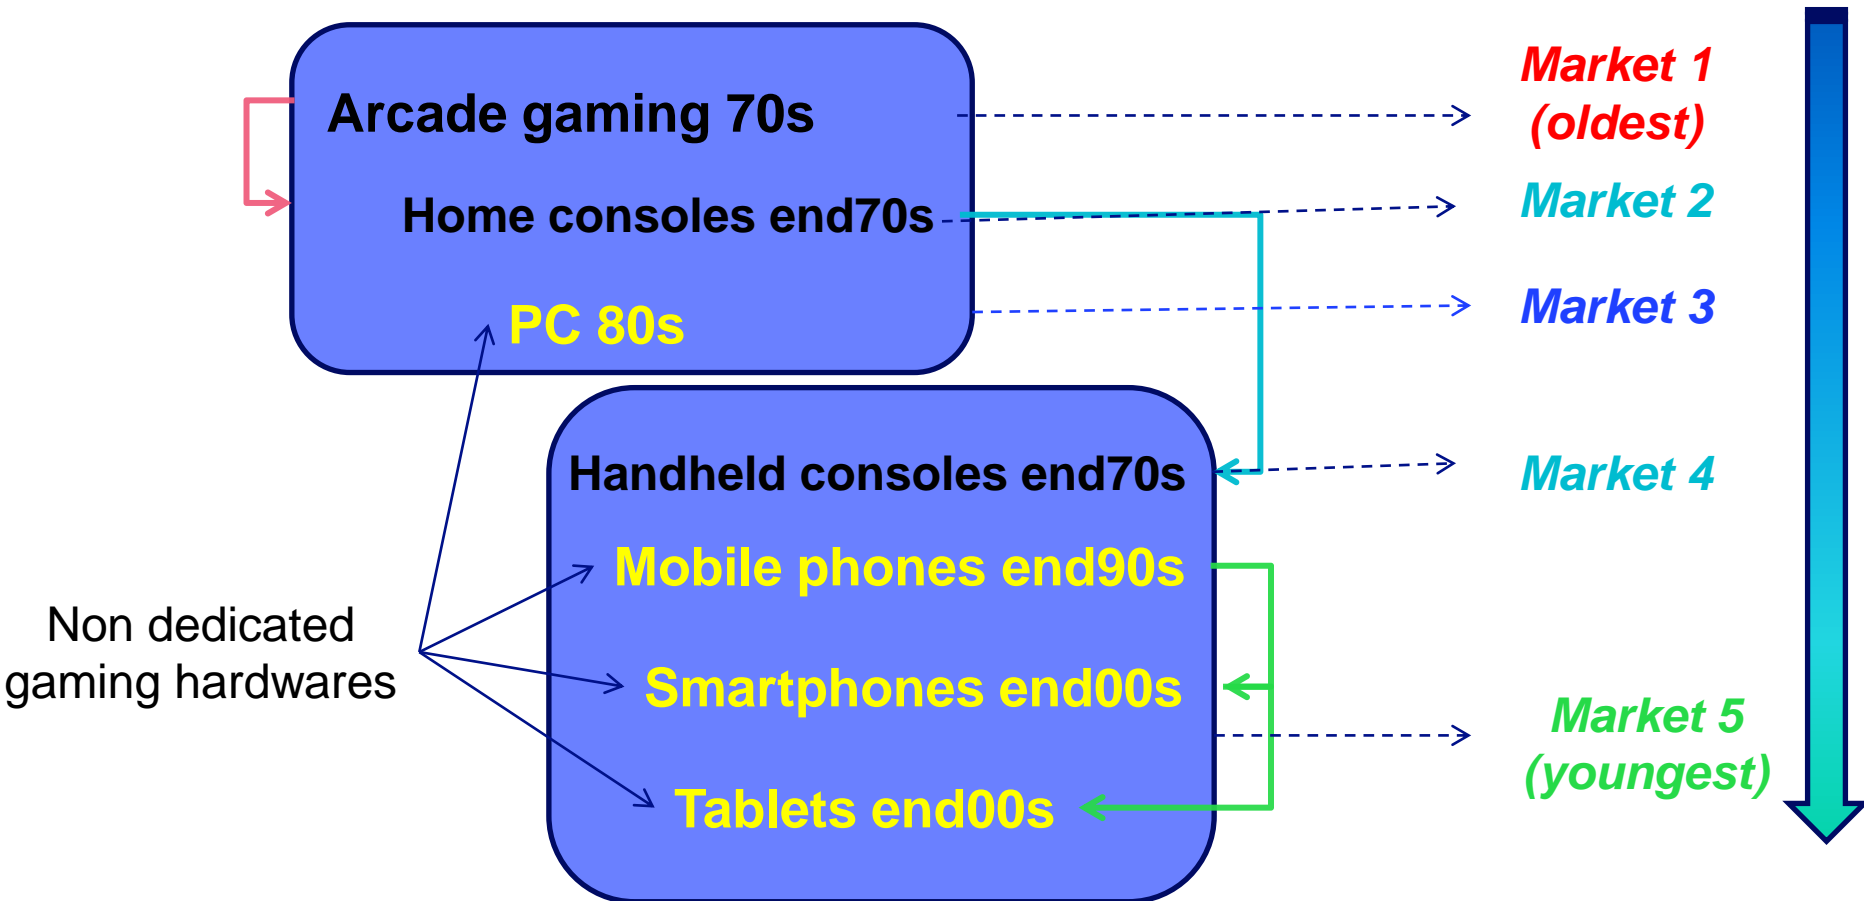 Arcade gaming 70s
Market 1
(oldest)
Home consoles end70s
Market 2
PC 80s
Market 3
Handheld consoles end70s
Market 4
Mobile phones end90s
Non dedicated
gaming hardwares
Smartphones end00s
Market 5
(youngest)
Tablets end00s